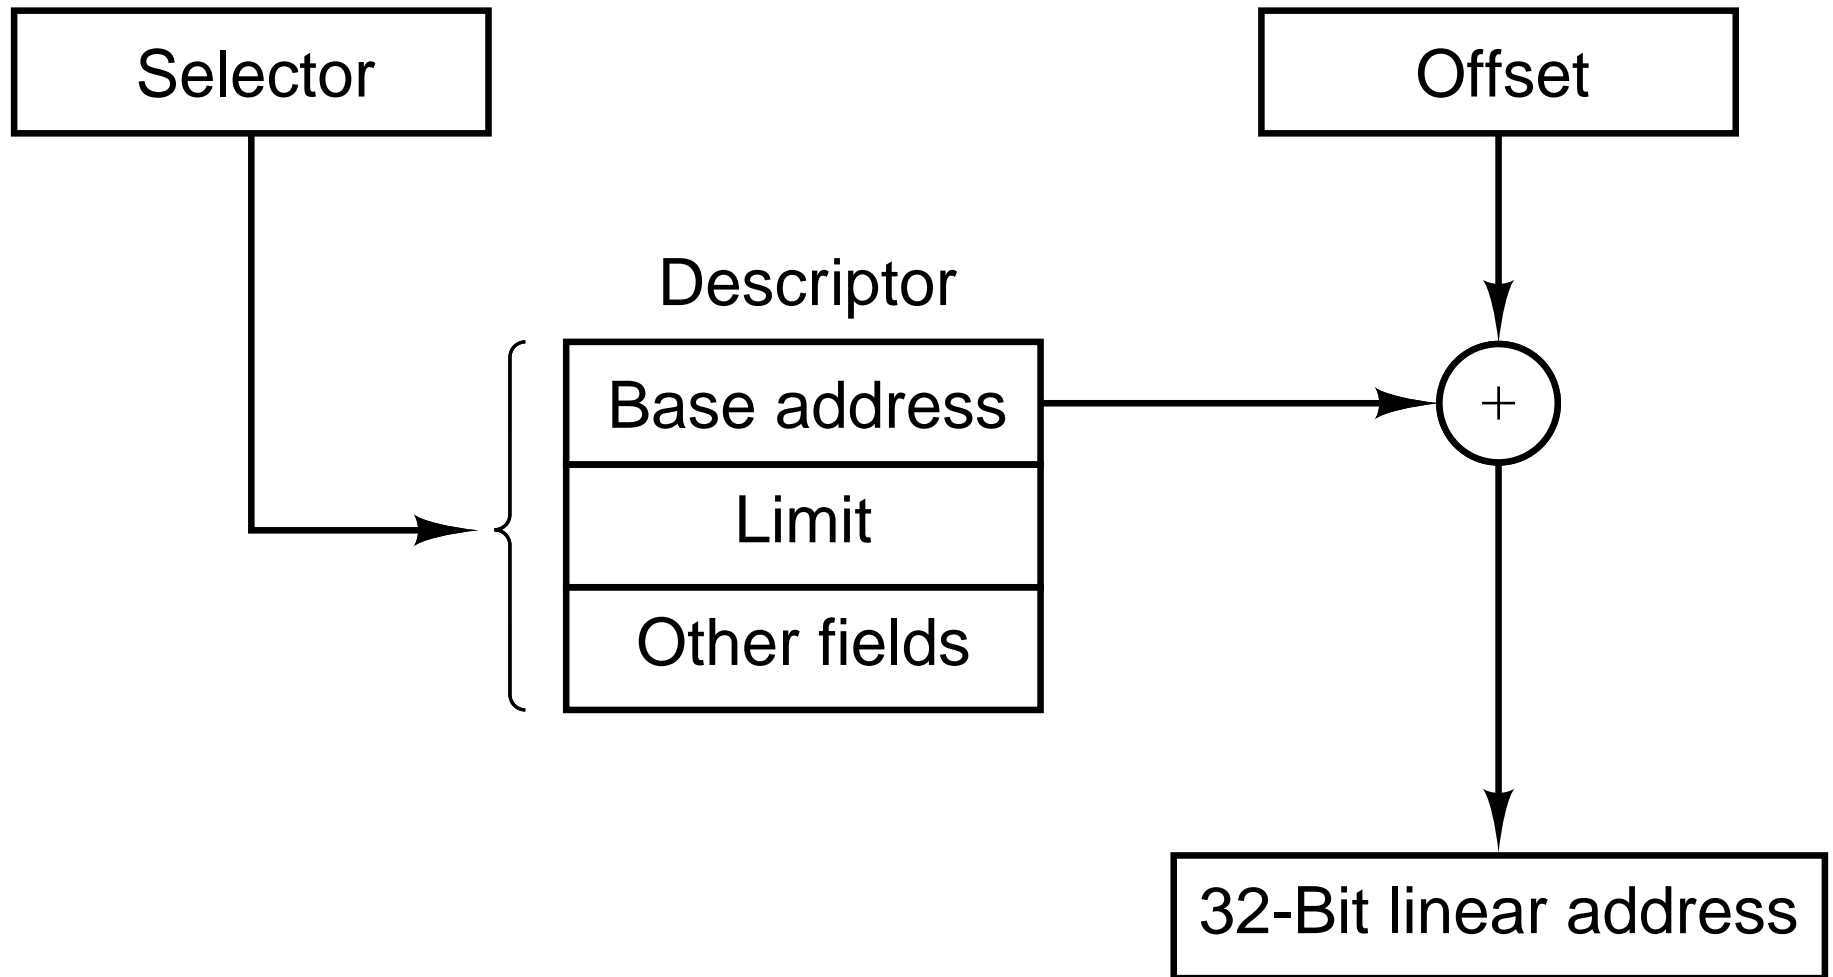 Selector
Offset
Descriptor
Base address
+
Limit
Other fields
32-Bit linear address